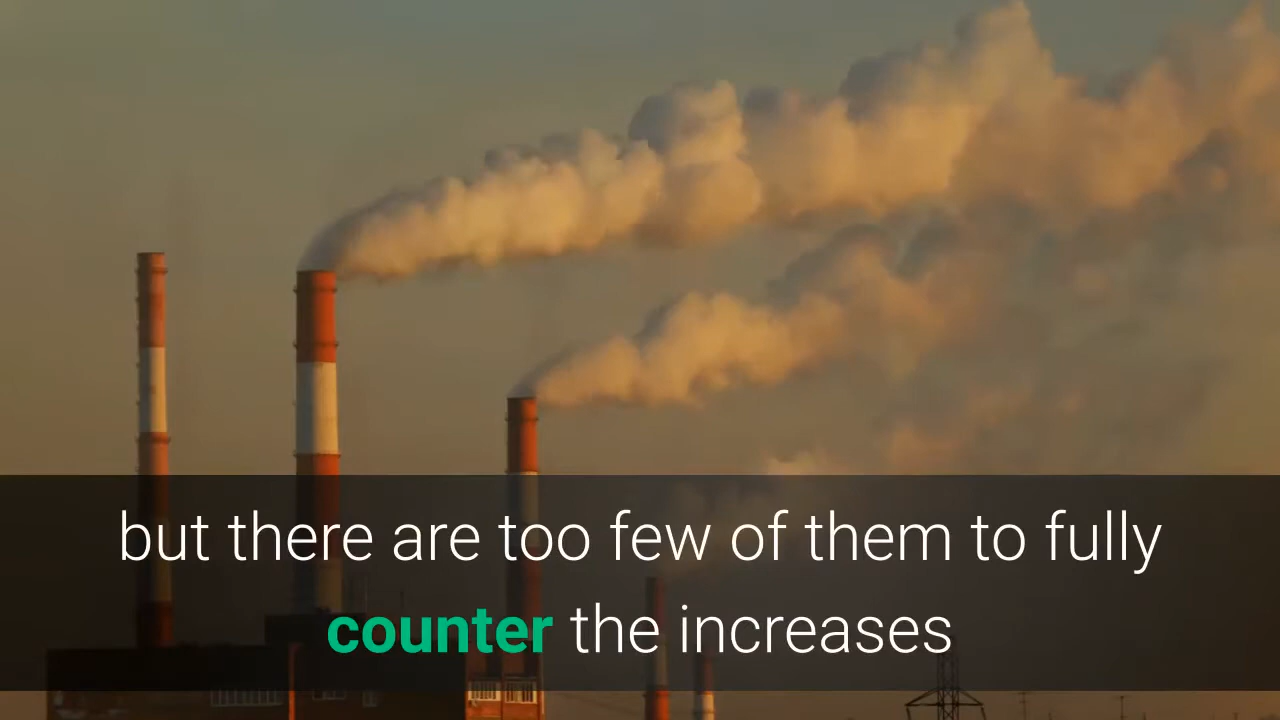 but there are too few of them to fully
counter the increases